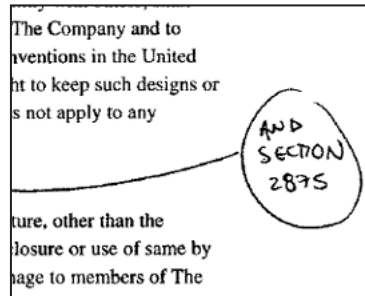 The Company and to
nventions in the United
ht to keep such designs or
s not apply to any
AND
SECTION
2875
ture, other than the
losure or use of same by
nage to members of The